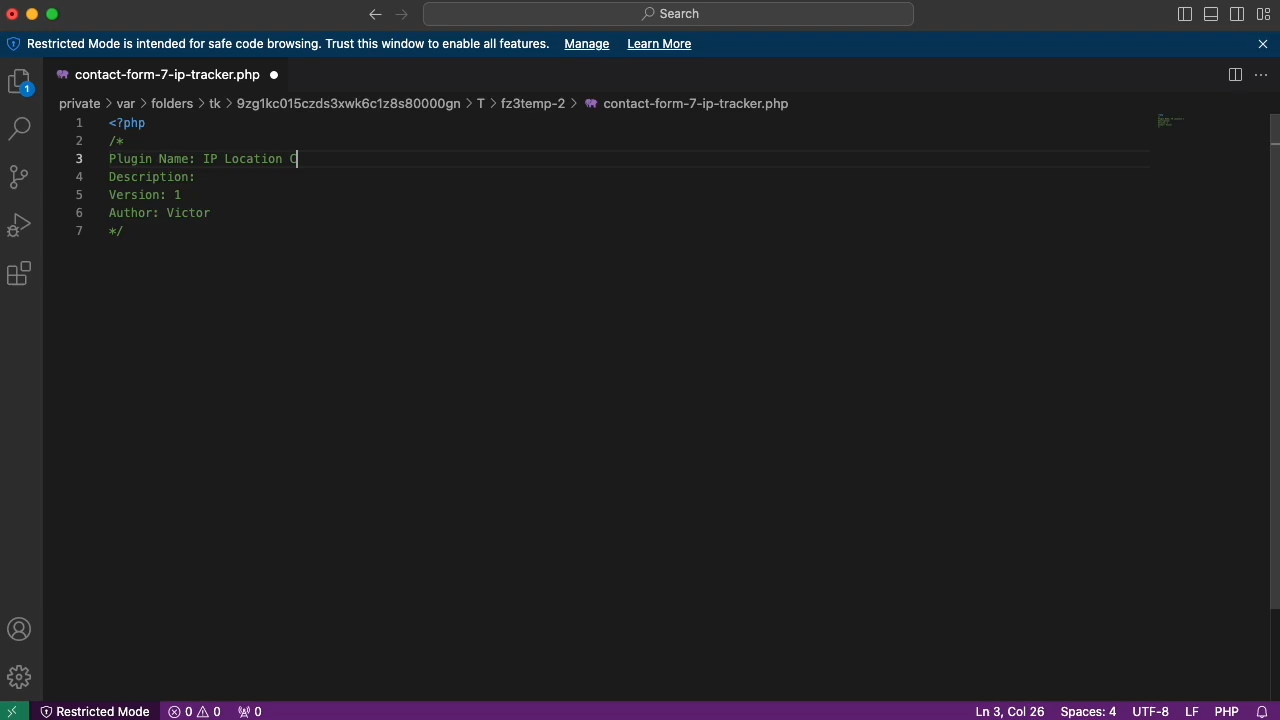 Search
Restricted Mode is intended for safe code browsing. Trust this window to enable all features. Manage Learn More
1
contact-form-7-ip-tracker.php
private > var > folders > tk > 9zg1kc015czds3xwk6c1z8s80000gn > T > fz3temp-2 > contact-form-7-ip-tracker.php
1 <?php
2 /*
3 Plugin Name: IP Location C
4 Description:
5 Version: 1
6 Author: Victor
7 */
Restricted Mode 0 0 0 Ln 3, Col 26 Spaces: 4 UTF-8 LF PHP